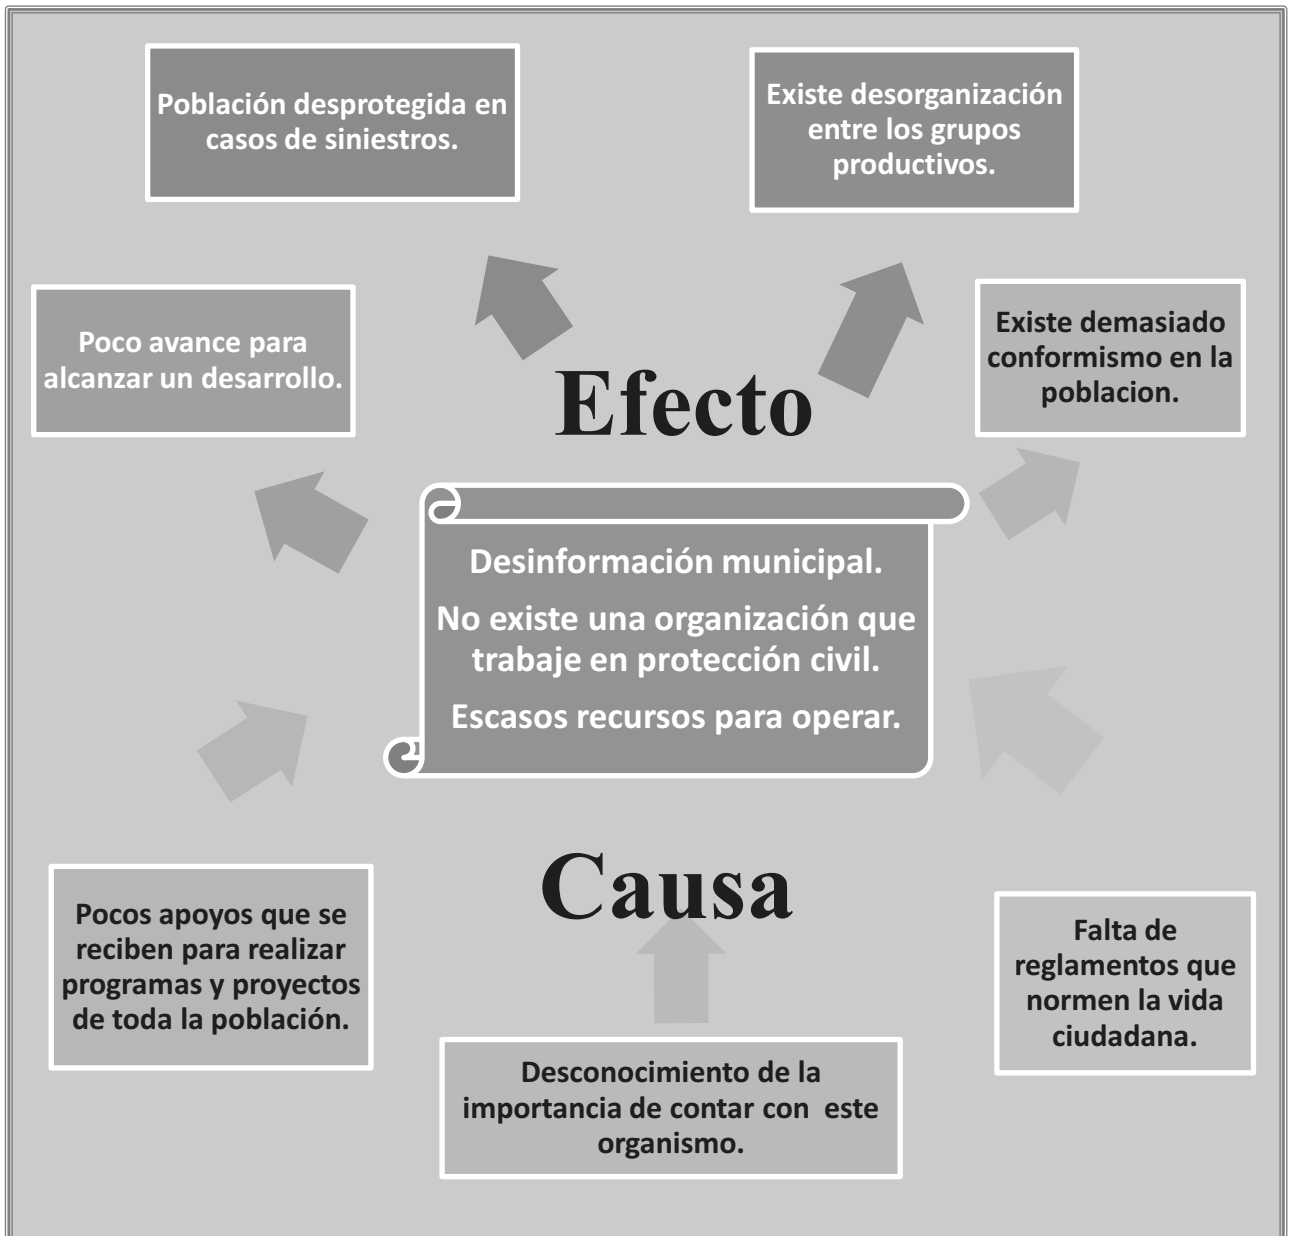 Población desprotegida en
casos de siniestros.
Existe desorganización
entre los grupos
productivos.
Poco avance para
alcanzar un desarrollo.
Existe demasiado
conformismo en la
poblacion.
Efecto
Desinformación municipal.
No existe una organización que
trabaje en protección civil.
Escasos recursos para operar.
Causa
Pocos apoyos que se
reciben para realizar
programas y proyectos
de toda la población.
Falta de
reglamentos que
normen la vida
ciudadana.
Desconocimiento de la
importancia de contar con este
organismo.